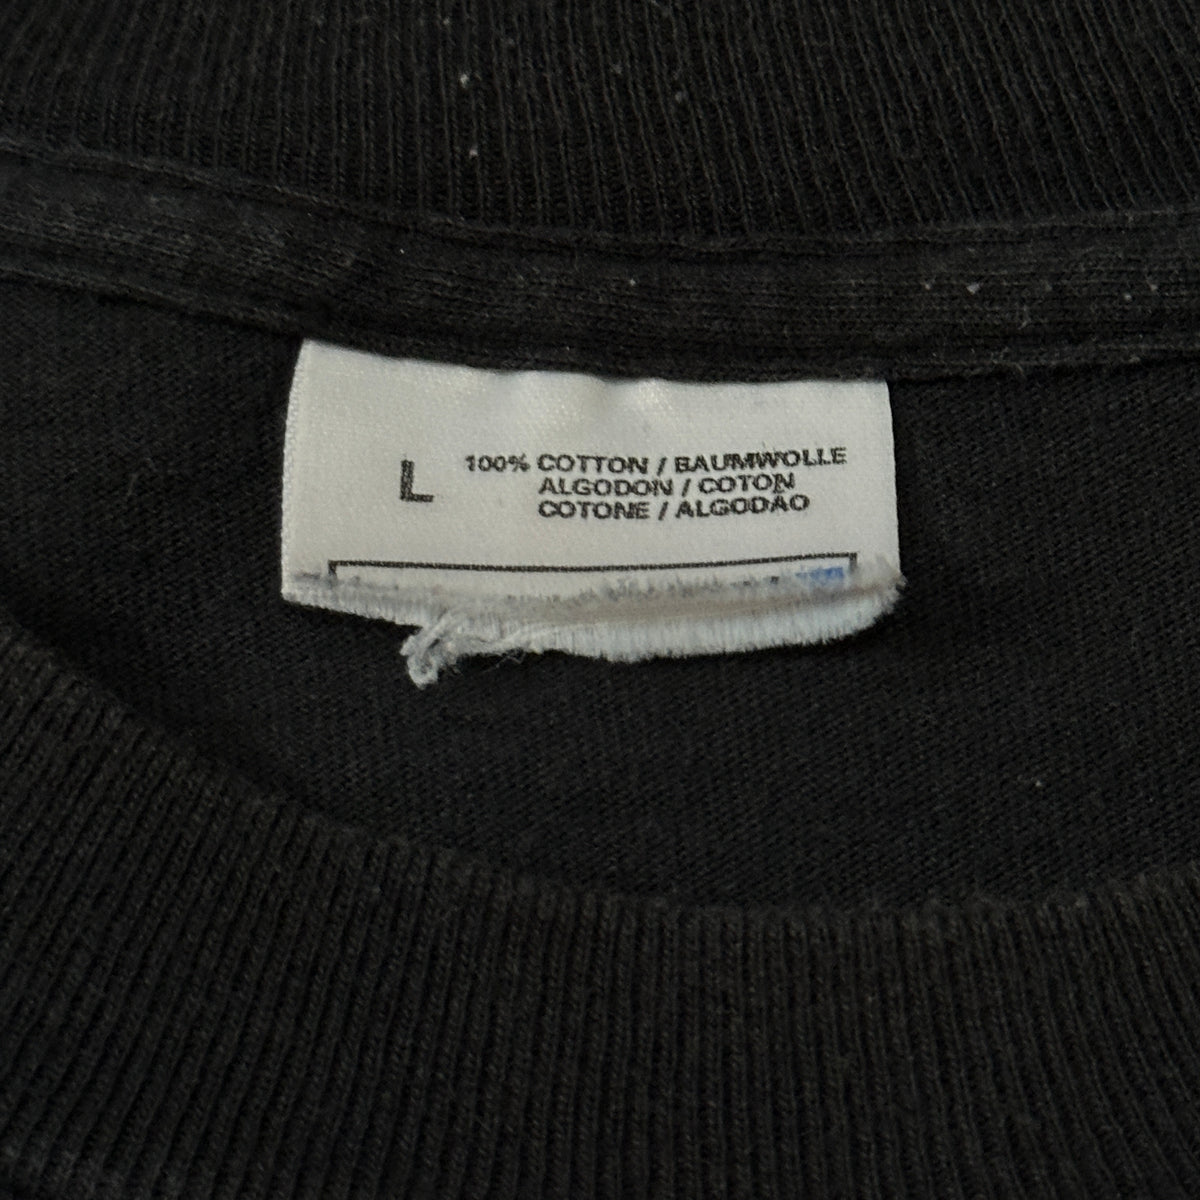 L
100% COTTON / BAUMWOLLE
ALGODON / COTON
COTONE / ALGODÃO